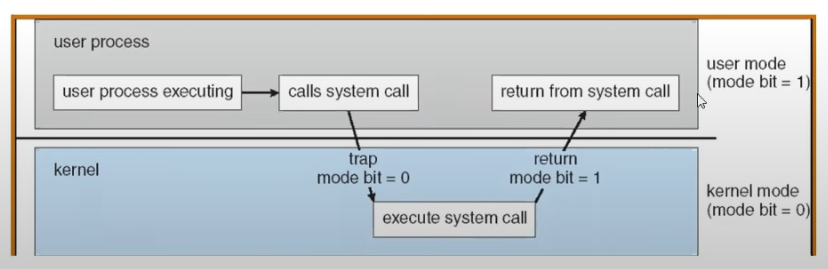 user process
user process executing
calls system call
return from system call
user mode
(mode bit = 1)
trap
mode bit = 0
return
mode bit = 1
kernel
execute system call
kernel mode
(mode bit = 0)